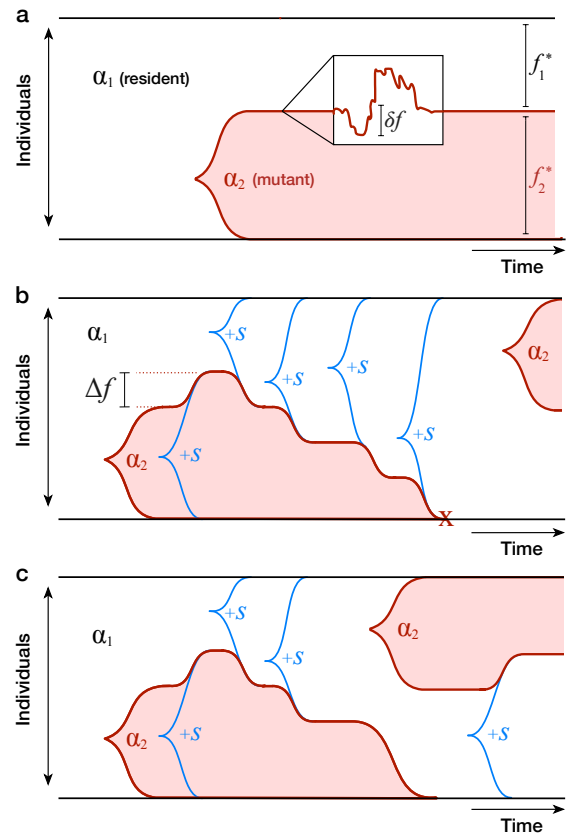 a
Individuals
α₁ (resident)
f₁*
δf
α₂ (mutant)
f₂*
Time
b
Individuals
α₁
+s
+s
+s
+s
α₂
Δf
α₂
+s
X
Time
c
Individuals
α₁
+s
+s
α₂
α₂
+s
+s
Time